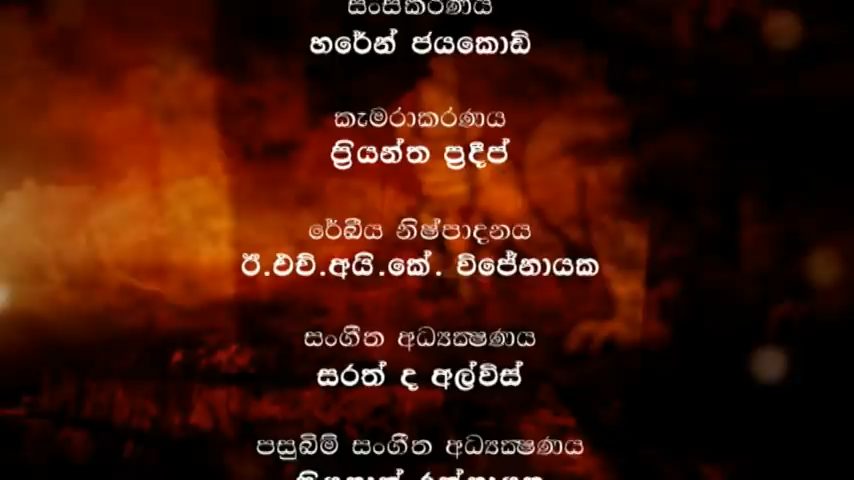 සංස්කරණය
හරේන් ජයකොඩි
කැමරාකරණය
ප්‍රියන්ත ප්‍රදීප්
රේඛීය නිෂ්පාදනය
ඊ.එච්.අයි.කේ. විජේනායක
සංගීත අධ්‍යක්ෂණය
සරත් ද අල්විස්
පසුබිම් සංගීත අධ්‍යක්ෂණය